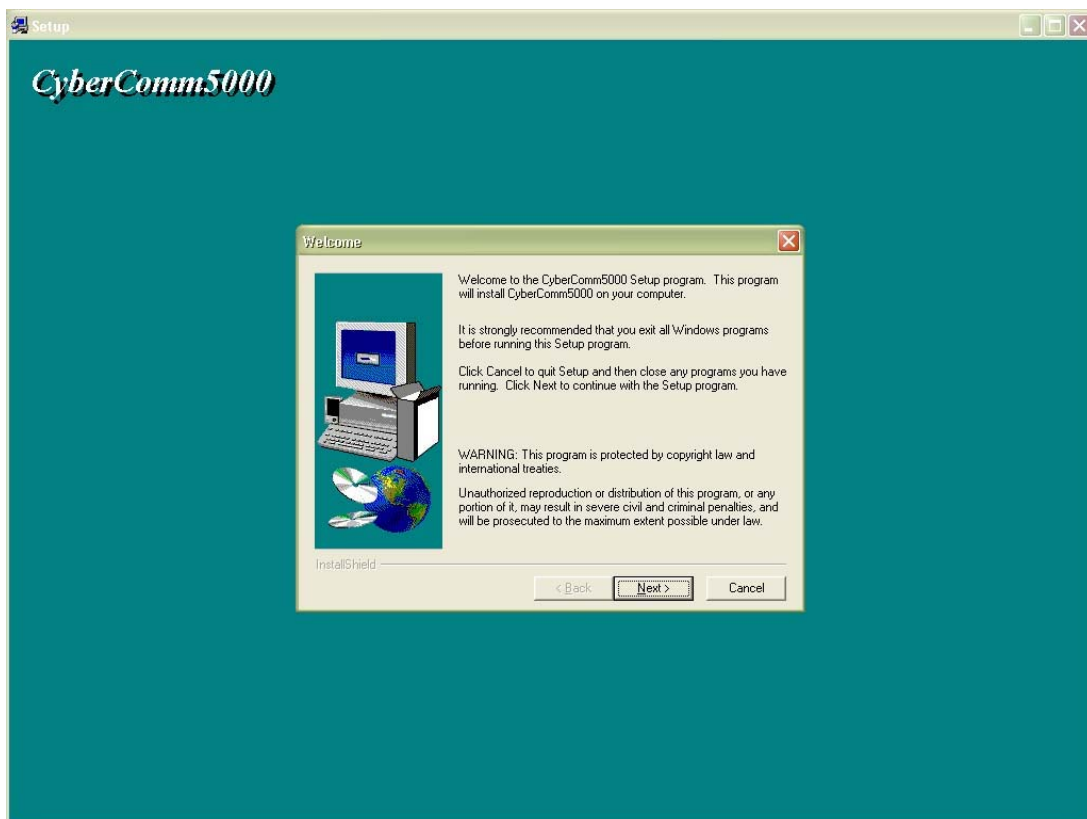 Setup
CyberComm5000
Welcome
Welcome to the CyberComm5000 Setup program. This program
will install CyberComm5000 on your computer.
It is strongly recommended that you exit all Windows programs
before running this Setup program.
Click Cancel to quit Setup and then close any programs you have
running. Click Next to continue with the Setup program.
WARNING: This program is protected by copyright law and
international treaties.
Unauthorized reproduction or distribution of this program, or any
portion of it, may result in severe civil and criminal penalties, and
will be prosecuted to the maximum extent possible under law.
InstallShield
< Back Next > Cancel